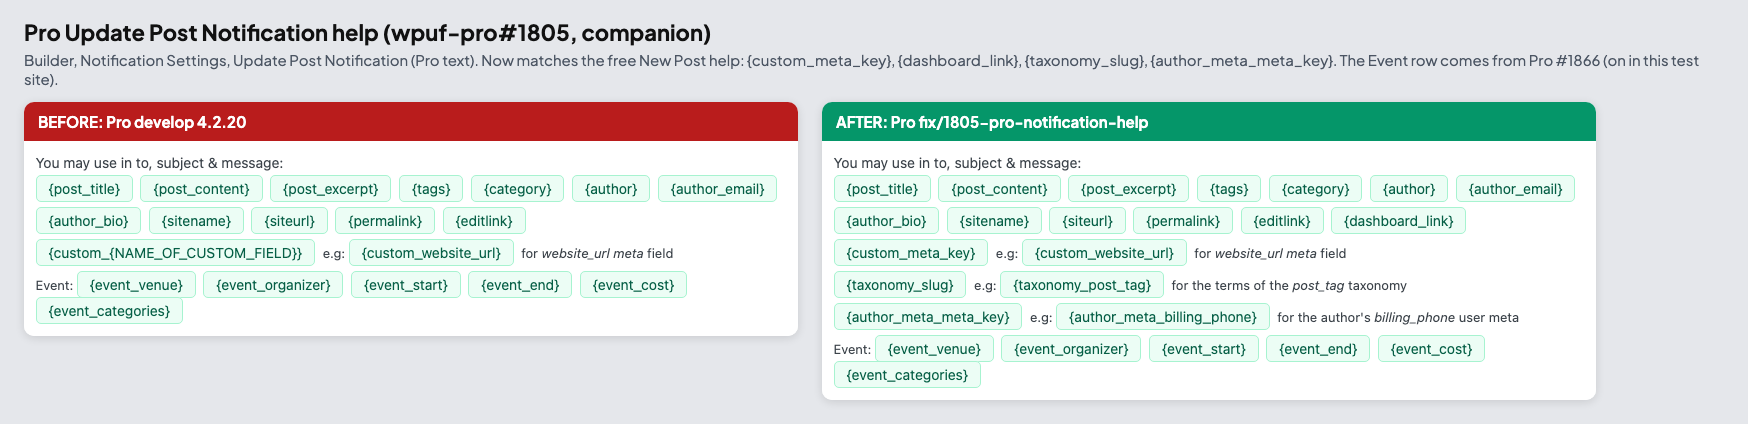 Pro Update Post Notification help (wpuf-pro#1805, companion)
Builder, Notification Settings, Update Post Notification (Pro text). Now matches the free New Post help: {custom_meta_key}, {dashboard_link}, {taxonomy_slug}, {author_meta_meta_key}. The Event row comes from Pro #1866 (on in this test
site).
BEFORE: Pro develop 4.2.20
You may use in to, subject & message:
{post_title} {post_content} {post_excerpt} {tags} {category} {author} {author_email}
{author_bio} {sitename} {siteurl} {permalink} {editlink}
{custom_{NAME_OF_CUSTOM_FIELD}} e.g: {custom_website_url} for website_url meta field
Event: {event_venue} {event_organizer} {event_start} {event_end} {event_cost}
{event_categories}
AFTER: Pro fix/1805-pro-notification-help
You may use in to, subject & message:
{post_title} {post_content} {post_excerpt} {tags} {category} {author} {author_email}
{author_bio} {sitename} {siteurl} {permalink} {editlink} {dashboard_link}
{custom_meta_key} e.g: {custom_website_url} for website_url meta field
{taxonomy_slug} e.g: {taxonomy_post_tag} for the terms of the post_tag taxonomy
{author_meta_meta_key} e.g: {author_meta_billing_phone} for the author's billing_phone user meta
Event: {event_venue} {event_organizer} {event_start} {event_end} {event_cost}
{event_categories}